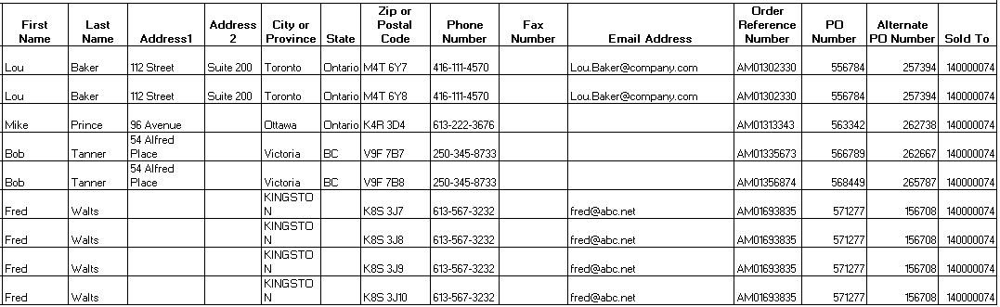 First Name Last Name Address1 Address 2 City or Province State Zip or Postal Code Phone Number Fax Number Email Address Order Reference Number PO Number Alternate PO Number Sold To
Lou Baker 112 Street Suite 200 Toronto Ontario M4T 6Y7 416-111-4570 Lou.Baker@company.com AM01302330 556784 257394 140000074
Lou Baker 112 Street Suite 200 Toronto Ontario M4T 6Y8 416-111-4570 Lou.Baker@company.com AM01302330 556784 257394 140000074
Mike Prince 96 Avenue Ottawa Ontario K4R 3D4 613-222-3676 AM01313343 563342 262738 140000074
Bob Tanner 54 Alfred Place Victoria BC V9F 7B7 250-345-8733 AM01335673 566789 262667 140000074
Bob Tanner 54 Alfred Place Victoria BC V9F 7B8 250-345-8733 AM01356874 568449 265787 140000074
Fred Walts KINGSTON K8S 3J7 613-567-3232 fred@abc.net AM01693835 571277 156708 140000074
Fred Walts KINGSTON K8S 3J8 613-567-3232 fred@abc.net AM01693835 571277 156708 140000074
Fred Walts KINGSTON K8S 3J9 613-567-3232 fred@abc.net AM01693835 571277 156708 140000074
Fred Walts KINGSTON K8S 3J10 613-567-3232 fred@abc.net AM01693835 571277 156708 140000074